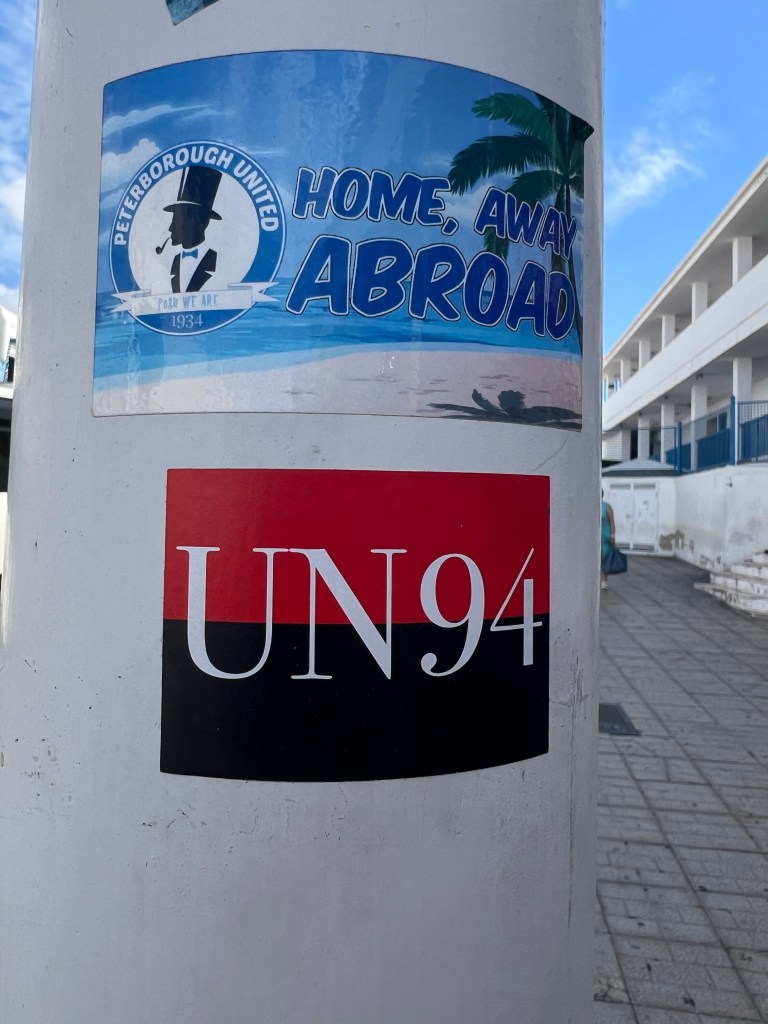 PETERBOROUGH UNITED
POSH WE ARE
1934
HOME, AWAY
ABROAD
UN94